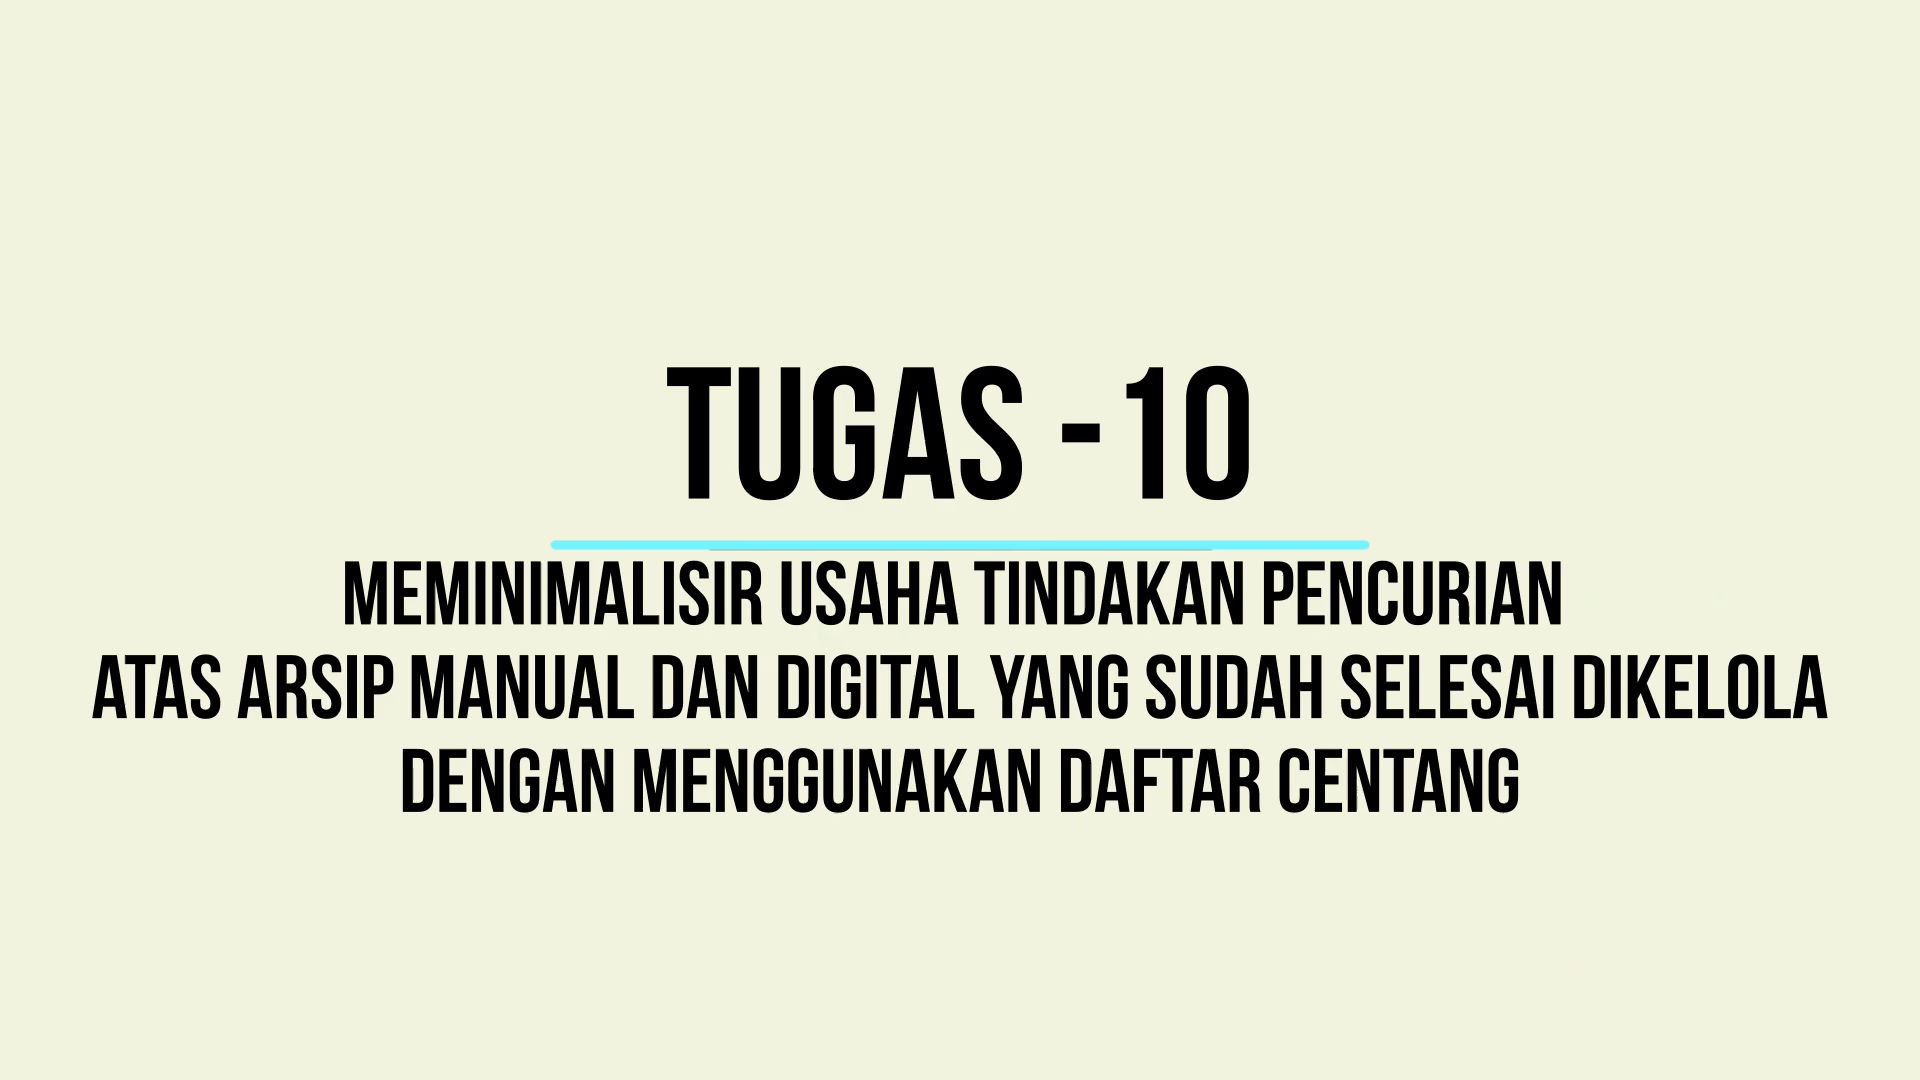 TUGAS - 10
MEMINIMALISIR USAHA TINDAKAN PENCURIAN
ATAS ARSIP MANUAL DAN DIGITAL YANG SUDAH SELESAI DIKELOLA
DENGAN MENGGUNAKAN DAFTAR CENTANG